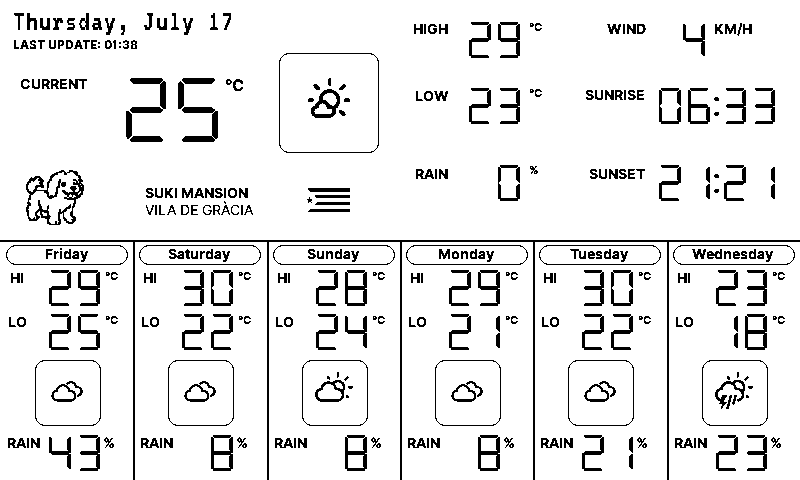 Thursday, July 17
LAST UPDATE: 01:38
CURRENT 25 °C
SUKI MANSION
VILA DE GRÀCIA
HIGH 29 °C
LOW 23 °C
RAIN 0 %
WIND 4 KM/H
SUNRISE 06:33
SUNSET 21:21
Friday
HI 29 °C
LO 25 °C
RAIN 43 %
Saturday
HI 30 °C
LO 22 °C
RAIN 8 %
Sunday
HI 28 °C
LO 24 °C
RAIN 8 %
Monday
HI 29 °C
LO 21 °C
RAIN 8 %
Tuesday
HI 30 °C
LO 22 °C
RAIN 21 %
Wednesday
HI 23 °C
LO 18 °C
RAIN 23 %